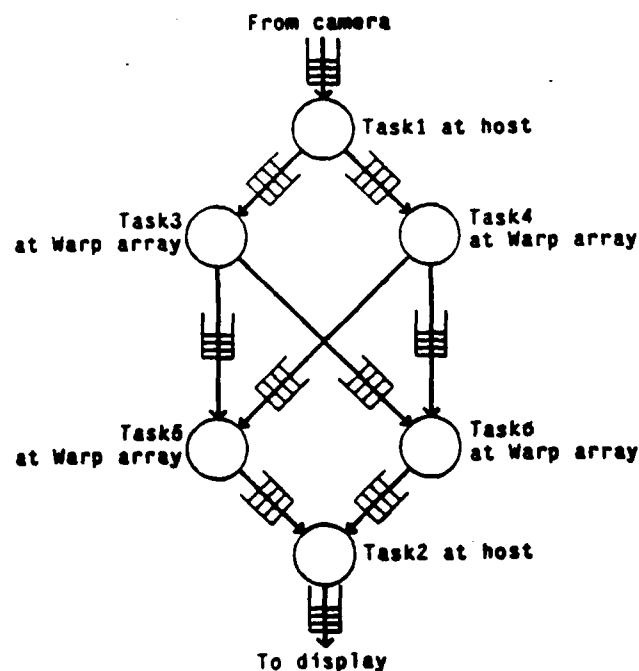 From camera
Task1 at host
Task3
at Warp array
Task4
at Warp array
Task5
at Warp array
Task6
at Warp array
Task2 at host
To display